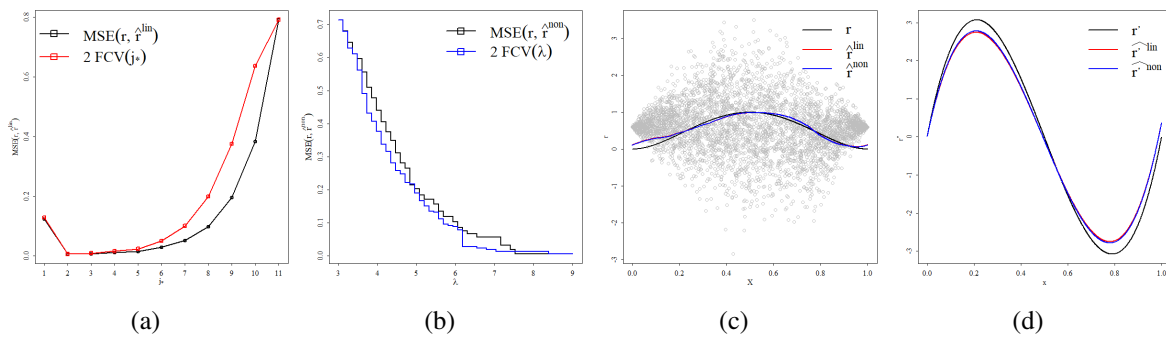 MSE(r, r̂^lin)
2 FCV(j*)
MSE(r, r̂^lin)
0.0
0.2
0.4
0.6
0.8
1
2
3
4
5
6
7
8
9
10
11
j*
(a)
MSE(r, r̂^non)
2 FCV(λ)
MSE(r, r̂^non)
0.0
0.1
0.2
0.3
0.4
0.5
0.6
0.7
3
4
5
6
7
8
9
λ
(b)
r
r̂^lin
r̂^non
r
-2
-1
0
1
2
3
0.0
0.2
0.4
0.6
0.8
1.0
X
(c)
r'
r̂'^lin
r̂'^non
r'
-3
-2
-1
0
1
2
3
0.0
0.2
0.4
0.6
0.8
1.0
x
(d)